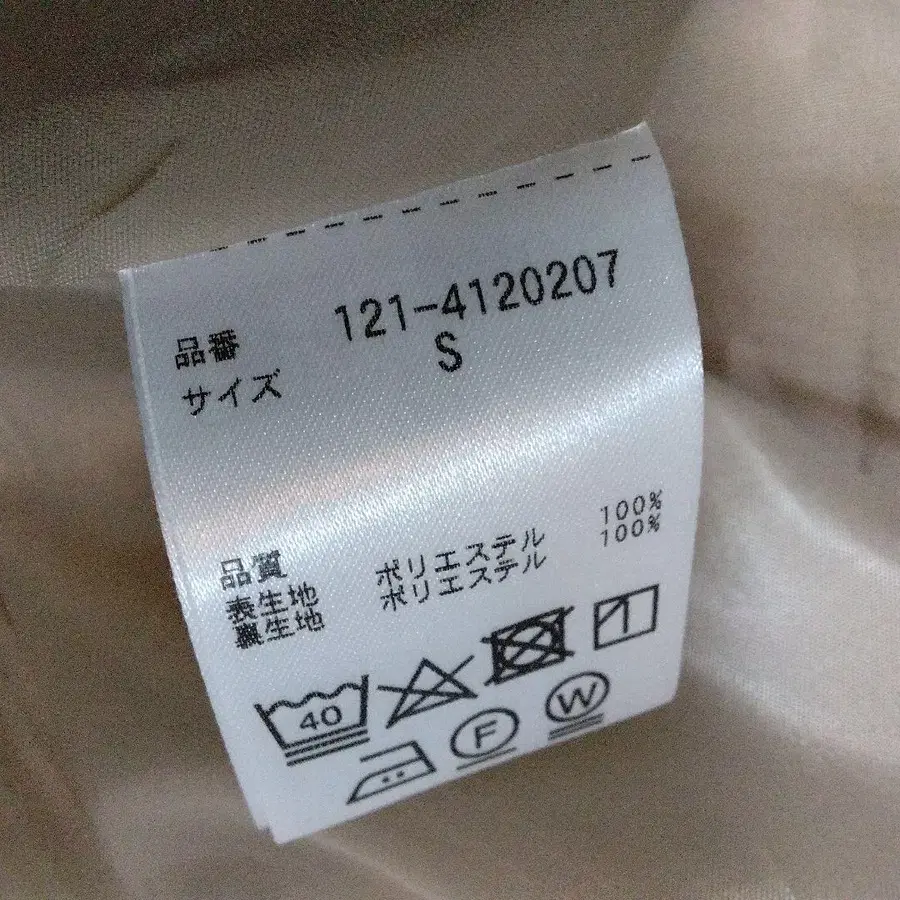 品番 121-4120207
サイズ S
品質
表生地 ポリエステル 100%
裏生地 ポリエステル 100%
40
F
W